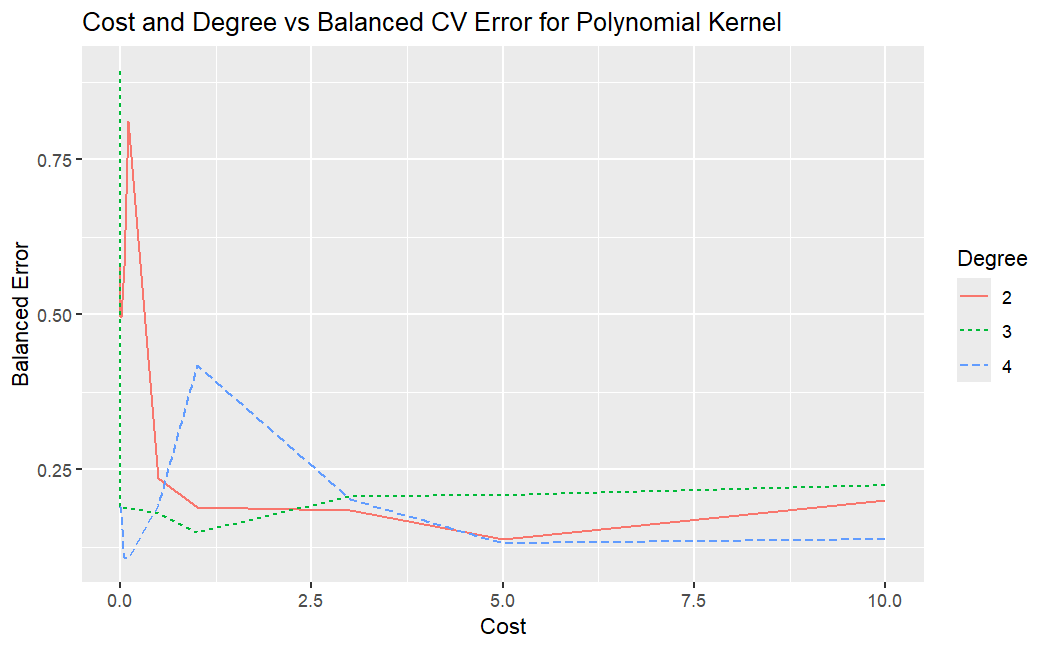 Cost and Degree vs Balanced CV Error for Polynomial Kernel
Balanced Error
0.75
0.50
0.25
0.0 2.5 5.0 7.5 10.0
Cost
Degree
2
3
4